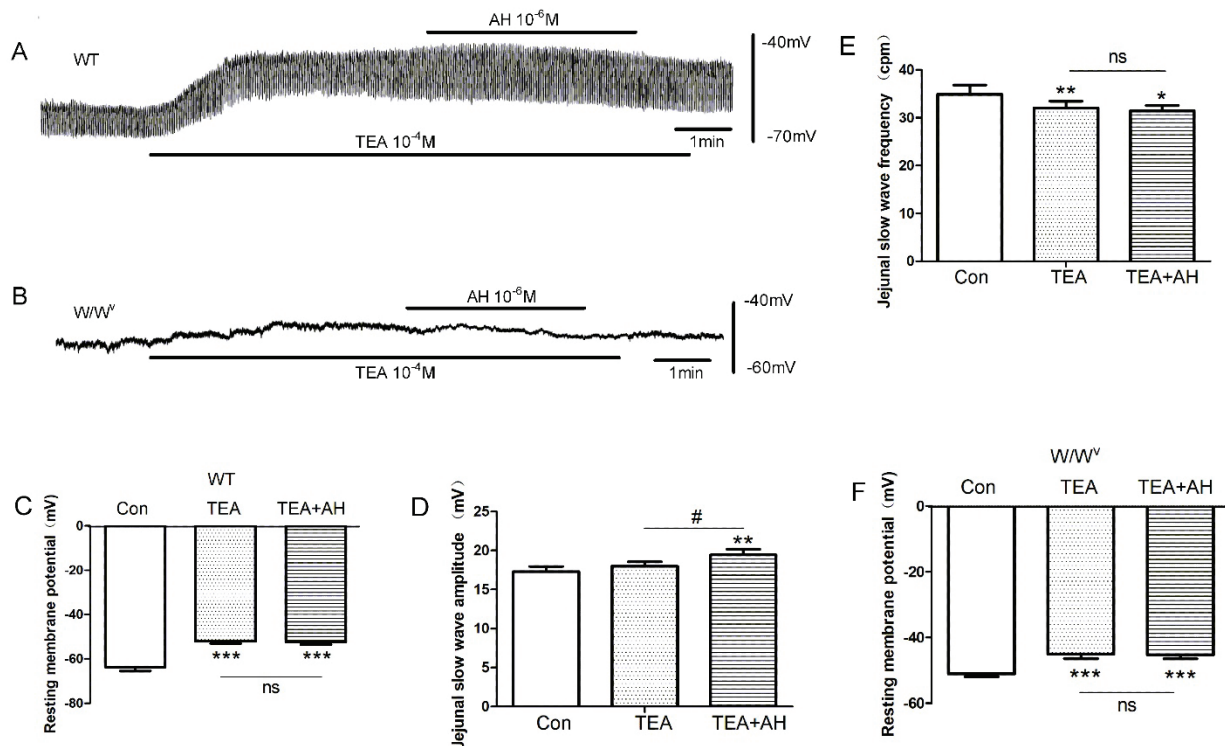 A
WT
AH 10⁻⁶M
-40mV
-70mV
1min
TEA 10⁻⁴M
B
W/Wᵛ
AH 10⁻⁶M
-40mV
-60mV
1min
TEA 10⁻⁴M
C
WT
Con TEA TEA+AH
Resting membrane potential (mV)
0
-20
-40
-60
-80
*** ***
ns
D
Jejunal slow wave amplitude (mV)
25
20
15
10
5
0
#
**
Con TEA TEA+AH
E
Jejunal slow wave frequency (cpm)
40
30
20
10
0
ns
** *
Con TEA TEA+AH
F
W/Wᵛ
Con TEA TEA+AH
Resting membrane potential (mV)
0
-20
-40
-60
*** ***
ns